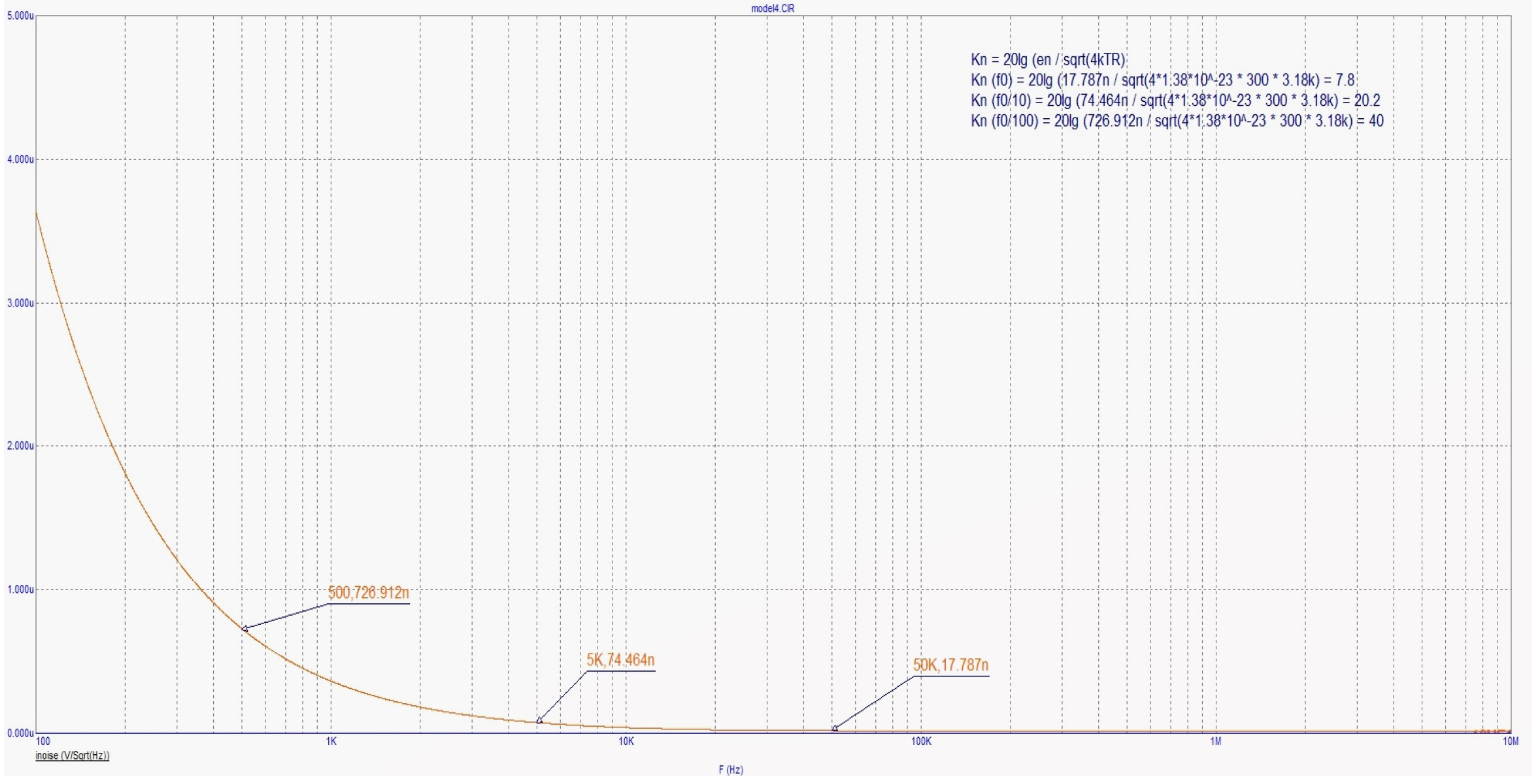 model4.CIR
5.000u
Kn = 20lg (en / sqrt(4kTR)
Kn (f0) = 20lg (17.787n / sqrt(4*1.38*10^-23 * 300 * 3.18k) = 7.8
Kn (f0/10) = 20lg (74.464n / sqrt(4*1.38*10^-23 * 300 * 3.18k) = 20.2
Kn (f0/100) = 20lg (726.912n / sqrt(4*1.38*10^-23 * 300 * 3.18k) = 40
4.000u
3.000u
2.000u
1.000u
500,726.912n
5K,74.464n
50K,17.787n
0.000u
100 1K 10K 100K 1M 10M
inoise (V/Sqrt(Hz))
F (Hz)